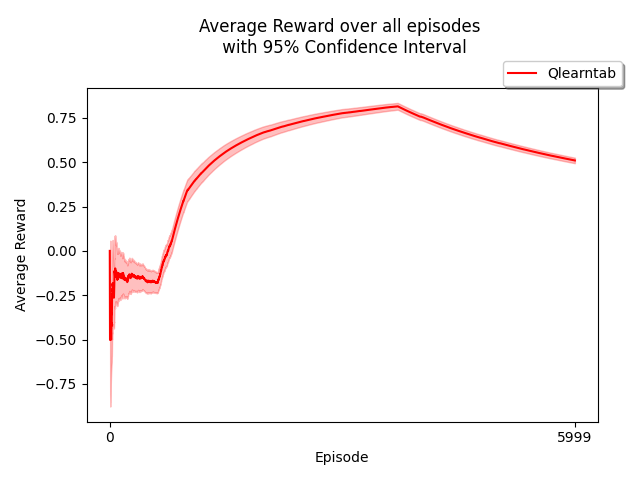 Average Reward over all episodes
with 95% Confidence Interval
Qlearntab
0.75
0.50
0.25
0.00
−0.25
−0.50
−0.75
Average Reward
0
5999
Episode